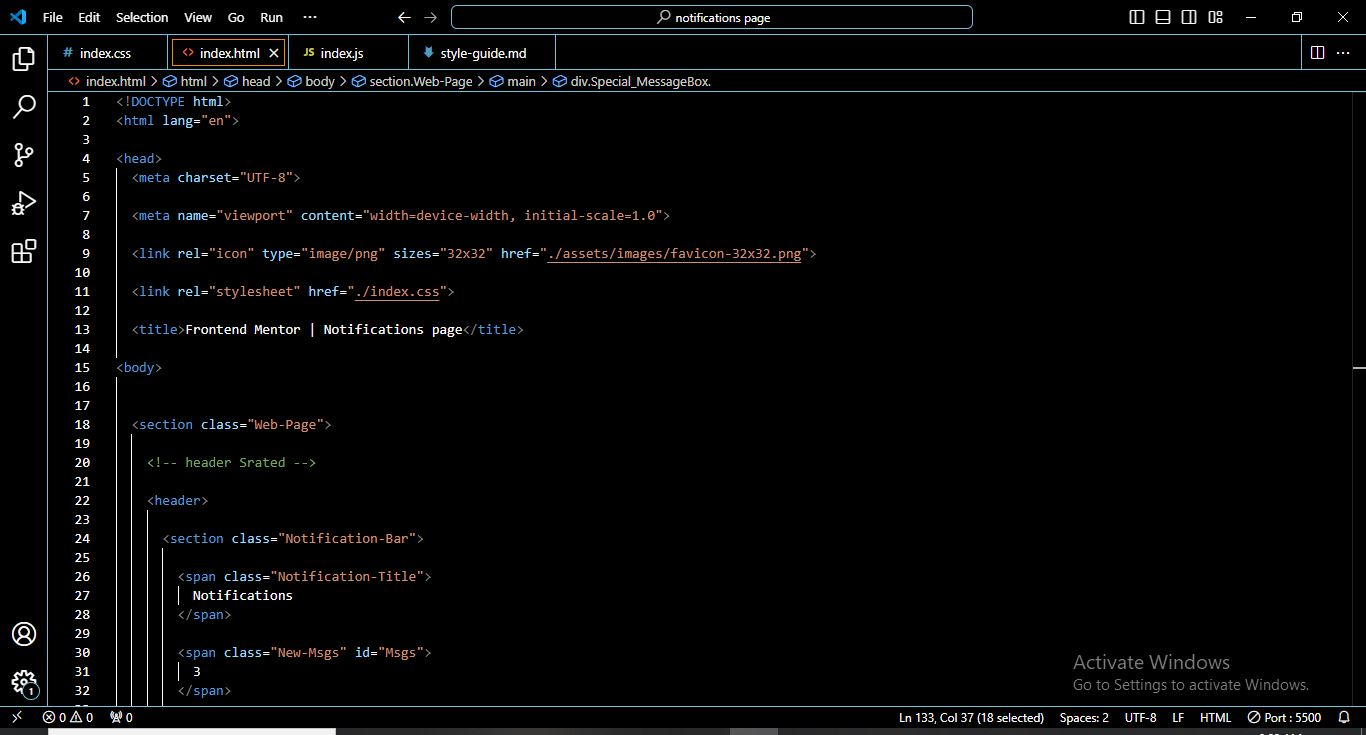 File Edit Selection View Go Run ··· notifications page
# index.css <> index.html JS index.js style-guide.md
<> index.html > html > head > body > section.Web-Page > main > div.Special_MessageBox.
1 <!DOCTYPE html>
2 <html lang="en">
3
4 <head>
5 <meta charset="UTF-8">
6
7 <meta name="viewport" content="width=device-width, initial-scale=1.0">
8
9 <link rel="icon" type="image/png" sizes="32x32" href="./assets/images/favicon-32x32.png">
10
11 <link rel="stylesheet" href="./index.css">
12
13 <title>Frontend Mentor | Notifications page</title>
14
15 <body>
16
17
18 <section class="Web-Page">
19
20 <!-- header Srated -->
21
22 <header>
23
24 <section class="Notification-Bar">
25
26 <span class="Notification-Title">
27 Notifications
28 </span>
29
30 <span class="New-Msgs" id="Msgs">
31 3
32 </span>
Activate Windows
Go to Settings to activate Windows.
1
0 0 0 Ln 133, Col 37 (18 selected) Spaces: 2 UTF-8 LF HTML Port : 5500